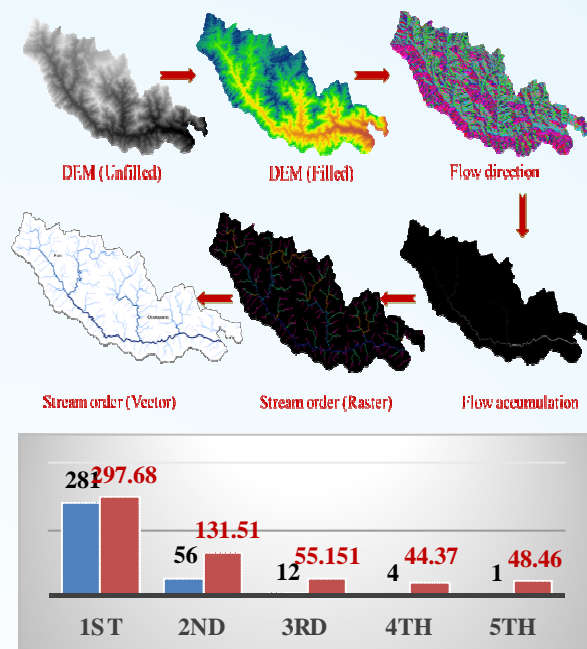 DEM (Unfilled)
DEM (Filled)
Flow direction
Stream order (Vector)
Stream order (Raster)
Flow accumulation
281
297.68
56
131.51
12
55.151
4
44.37
1
48.46
1ST
2ND
3RD
4TH
5TH